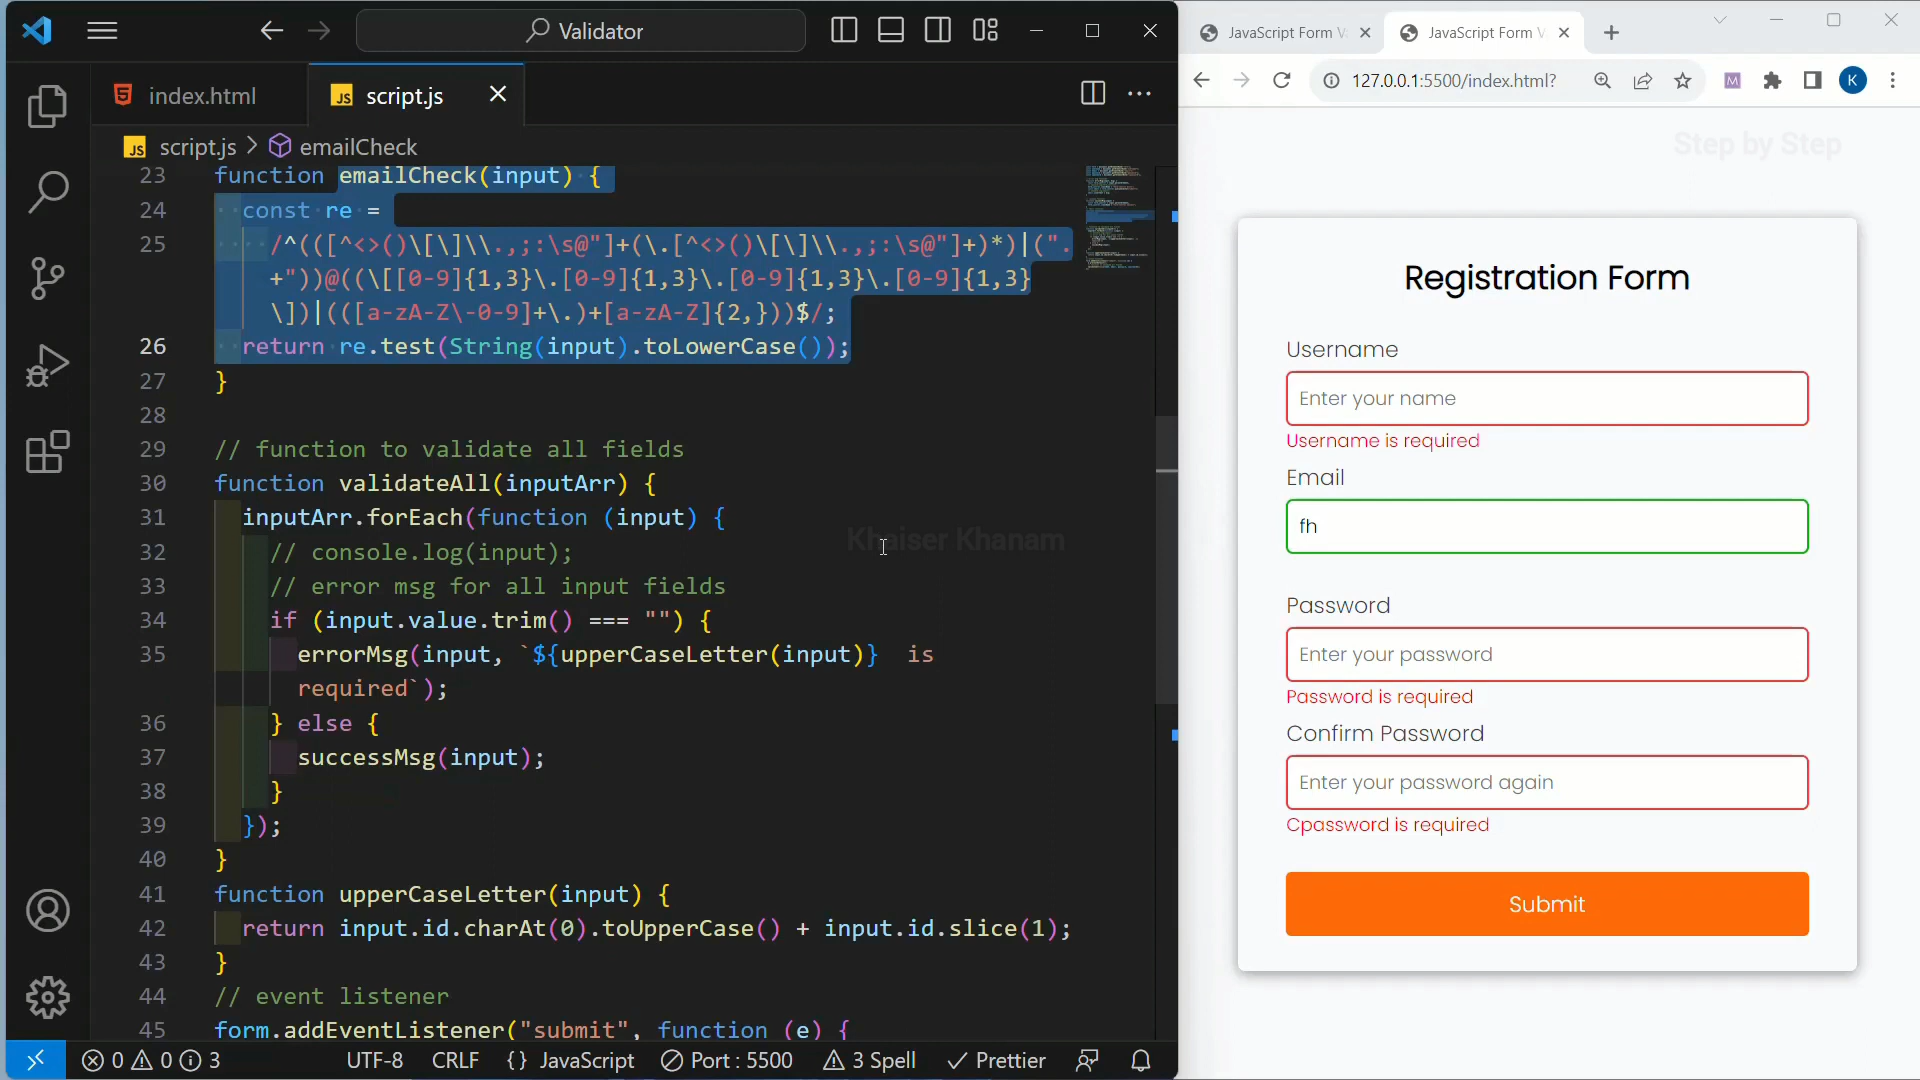 Validator
index.html
script.js
script.js > emailCheck
23 function emailCheck(input) {
24 const re =
25 /^(([^<>()\[\]\\.,;:\s@"]+(\.[^<>()\[\]\\.,;:\s@"]+)*)|(".
+"))@((\[[0-9]{1,3}\.[0-9]{1,3}\.[0-9]{1,3}\.[0-9]{1,3}
\])|(([a-zA-Z\-0-9]+\.)+[a-zA-Z]{2,}))$/;
26 return re.test(String(input).toLowerCase());
27 }
28
29 // function to validate all fields
30 function validateAll(inputArr) {
31 inputArr.forEach(function (input) {
32 // console.log(input);
33 // error msg for all input fields
34 if (input.value.trim() === "") {
35 errorMsg(input, `${upperCaseLetter(input)}  is
required`);
36 } else {
37 successMsg(input);
38 }
39 });
40 }
41 function upperCaseLetter(input) {
42 return input.id.charAt(0).toUpperCase() + input.id.slice(1);
43 }
44 // event listener
45 form.addEventListener("submit", function (e) {
Khaiser Khanam
0 0 3 UTF-8 CRLF {} JavaScript Port : 5500 3 Spell Prettier
JavaScript Form V
JavaScript Form V
127.0.0.1:5500/index.html?
M
K
Step by Step
Registration Form
Username
Enter your name
Username is required
Email
fh
Password
Enter your password
Password is required
Confirm Password
Enter your password again
Cpassword is required
Submit